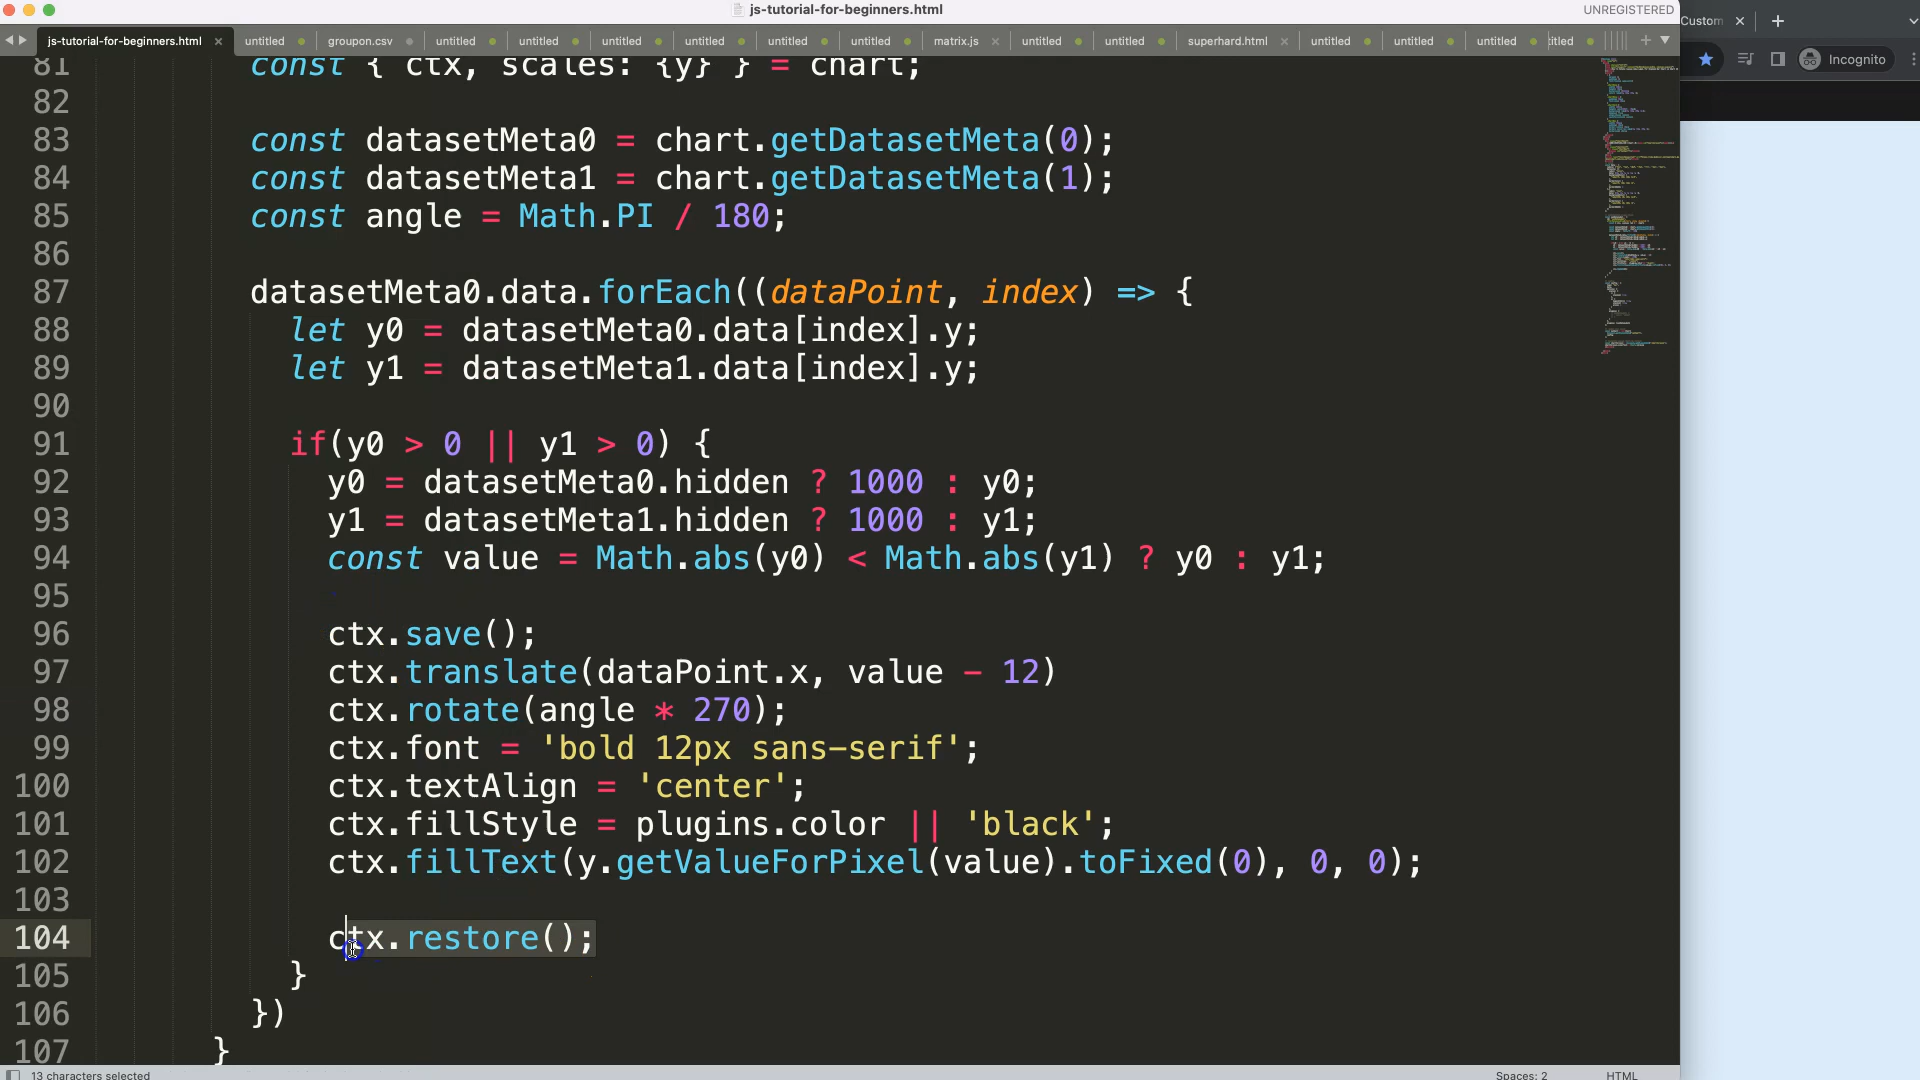 js-tutorial-for-beginners.html
UNREGISTERED
Custom
js-tutorial-for-beginners.html untitled groupon.csv untitled untitled untitled untitled untitled untitled matrix.js untitled untitled superhard.html untitled untitled untitled titled
Incognito
81 const { ctx, scales: {y} } = chart;
82
83 const datasetMeta0 = chart.getDatasetMeta(0);
84 const datasetMeta1 = chart.getDatasetMeta(1);
85 const angle = Math.PI / 180;
86
87 datasetMeta0.data.forEach((dataPoint, index) => {
88 let y0 = datasetMeta0.data[index].y;
89 let y1 = datasetMeta1.data[index].y;
90
91 if(y0 > 0 || y1 > 0) {
92 y0 = datasetMeta0.hidden ? 1000 : y0;
93 y1 = datasetMeta1.hidden ? 1000 : y1;
94 const value = Math.abs(y0) < Math.abs(y1) ? y0 : y1;
95
96 ctx.save();
97 ctx.translate(dataPoint.x, value - 12)
98 ctx.rotate(angle * 270);
99 ctx.font = 'bold 12px sans-serif';
100 ctx.textAlign = 'center';
101 ctx.fillStyle = plugins.color || 'black';
102 ctx.fillText(y.getValueForPixel(value).toFixed(0), 0, 0);
103
104 ctx.restore();
105 }
106 })
107 }
13 characters selected
Spaces: 2
HTML